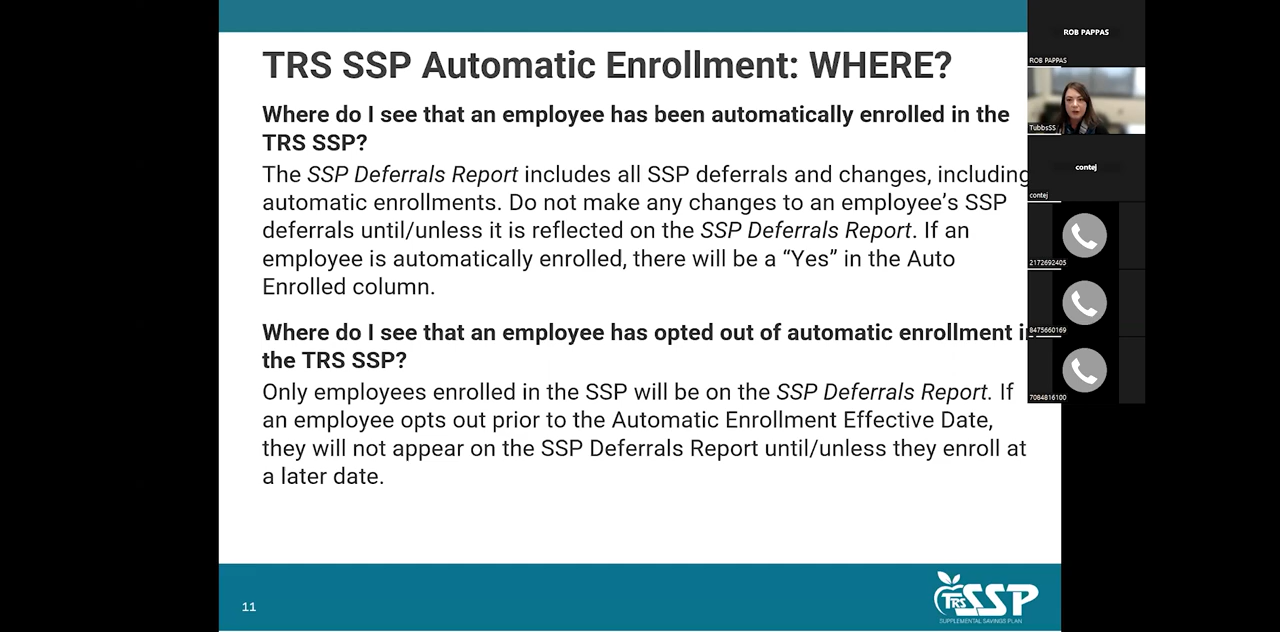 TRS SSP Automatic Enrollment: WHERE?
Where do I see that an employee has been automatically enrolled in the
TRS SSP?
The SSP Deferrals Report includes all SSP deferrals and changes, including
automatic enrollments. Do not make any changes to an employee’s SSP
deferrals until/unless it is reflected on the SSP Deferrals Report. If an
employee is automatically enrolled, there will be a “Yes” in the Auto
Enrolled column.
Where do I see that an employee has opted out of automatic enrollment in
the TRS SSP?
Only employees enrolled in the SSP will be on the SSP Deferrals Report. If
an employee opts out prior to the Automatic Enrollment Effective Date,
they will not appear on the SSP Deferrals Report until/unless they enroll at
a later date.
11
TRS SSP
SUPPLEMENTAL SAVINGS PLAN
ROB PAPPAS
ROB PAPPAS
TubbsSS
contej
contej
2172692405
8475660169
7084816100